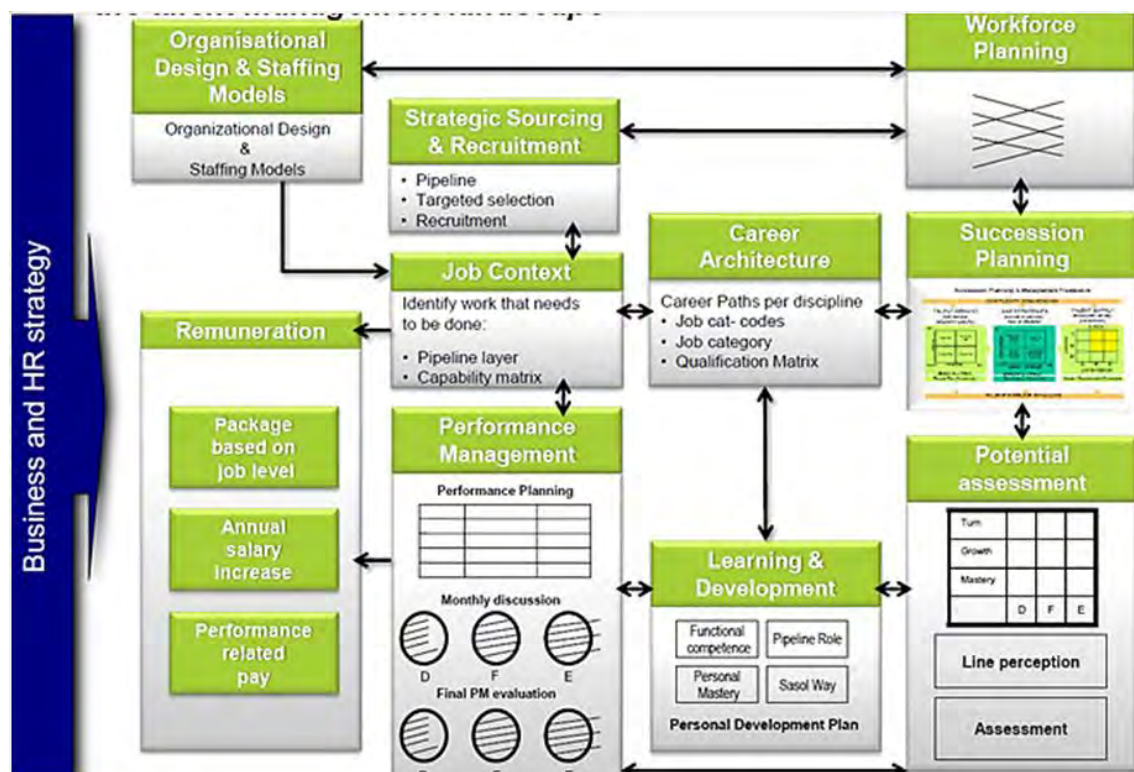 the talent management landscape
Business and HR strategy
Organisational
Design & Staffing
Models
Organizational Design
&
Staffing Models
Workforce
Planning
Strategic Sourcing
& Recruitment
• Pipeline
• Targeted selection
• Recruitment
Job Context
Identify work that needs
to be done:
• Pipeline layer
• Capability matrix
Career
Architecture
Career Paths per discipline
• Job cat- codes
• Job category
• Qualification Matrix
Succession
Planning
Remuneration
Package
based on
job level
Annual
salary
increase
Performance
related
pay
Performance
Management
Performance Planning
Monthly discussion
D F E
Final PM evaluation
Learning &
Development
Functional
competence
Pipeline Role
Personal
Mastery
Sasol Way
Personal Development Plan
Potential
assessment
Turn
Growth
Mastery
D F E
Line perception
Assessment